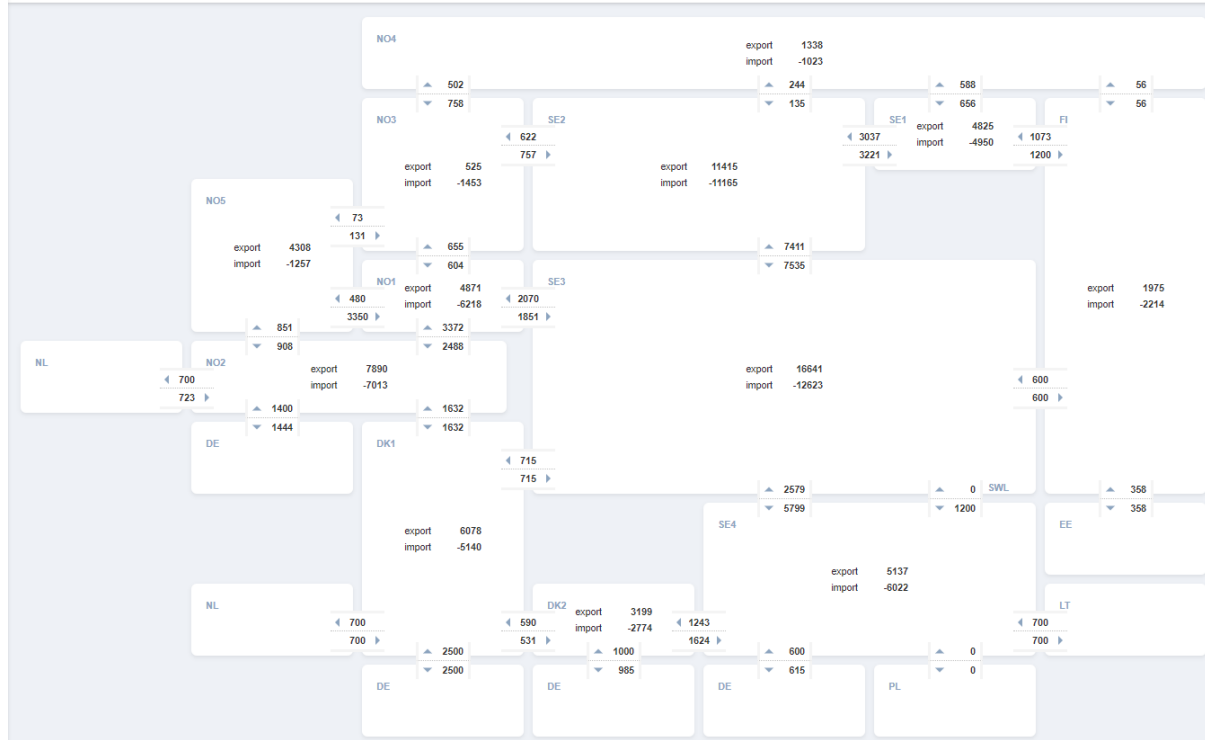 NO4
export 1338
import -1023
502
758
244
135
588
656
56
56
NO3
export 525
import -1453
622
757
SE2
export 11415
import -11165
3037
3221
SE1
export 4825
import -4950
1073
1200
FI
export 1975
import -2214
NO5
export 4308
import -1257
73
131
655
604
7411
7535
NO1
export 4871
import -6218
480
3350
2070
1851
SE3
export 16641
import -12623
851
908
3372
2488
NL
700
723
NO2
export 7890
import -7013
600
600
1400
1444
1632
1632
DE
DK1
export 6078
import -5140
715
715
2579
5799
0 SWL
1200
358
358
SE4
export 5137
import -6022
EE
NL
700
700
590
531
DK2
export 3199
import -2774
1243
1624
700
700
LT
2500
2500
1000
985
600
615
0
0
DE
DE
DE
PL